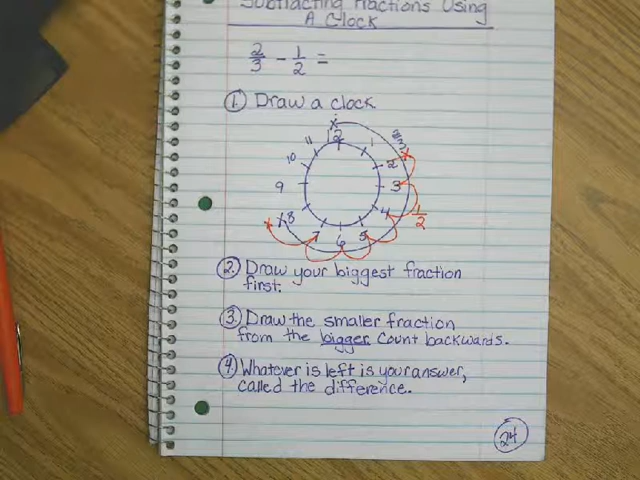 Subtracting Fractions Using
A Clock
2/3 - 1/2 =
1. Draw a clock
12
11
1
2/3
10
2
9
3
8
4
1/2
7
6
5
2. Draw your biggest fraction
first.
3. Draw the smaller fraction
from the bigger. Count backwards.
4. Whatever is left is your answer,
called the difference.
24